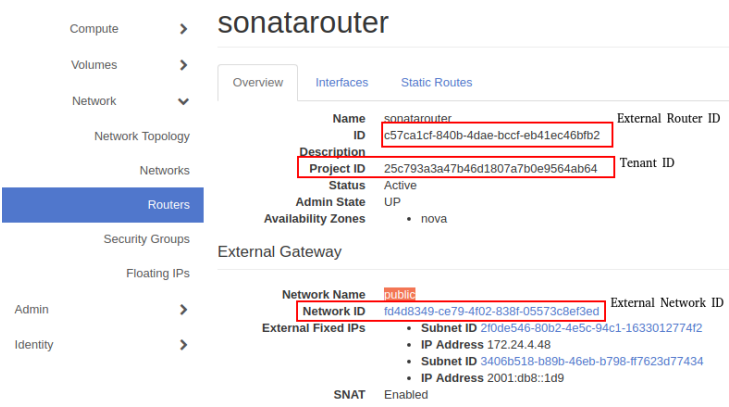 Compute
Volumes
Network
Network Topology
Networks
Routers
Security Groups
Floating IPs
Admin
Identity
sonatarouter
Overview Interfaces Static Routes
Name sonatarouter External Router ID
ID c57ca1cf-840b-4dae-bccf-eb41ec46bfb2
Description
Project ID 25c793a3a47b46d1807a7b0e9564ab64 Tenant ID
Status Active
Admin State UP
Availability Zones • nova
External Gateway
Network Name public
Network ID fd4d8349-ce79-4f02-838f-05573c8ef3ed External Network ID
External Fixed IPs • Subnet ID 2f0de546-80b2-4e5c-94c1-1633012774f2
• IP Address 172.24.4.48
• Subnet ID 3406b518-b89b-46eb-b798-ff7623d77434
• IP Address 2001:db8::1d9
SNAT Enabled